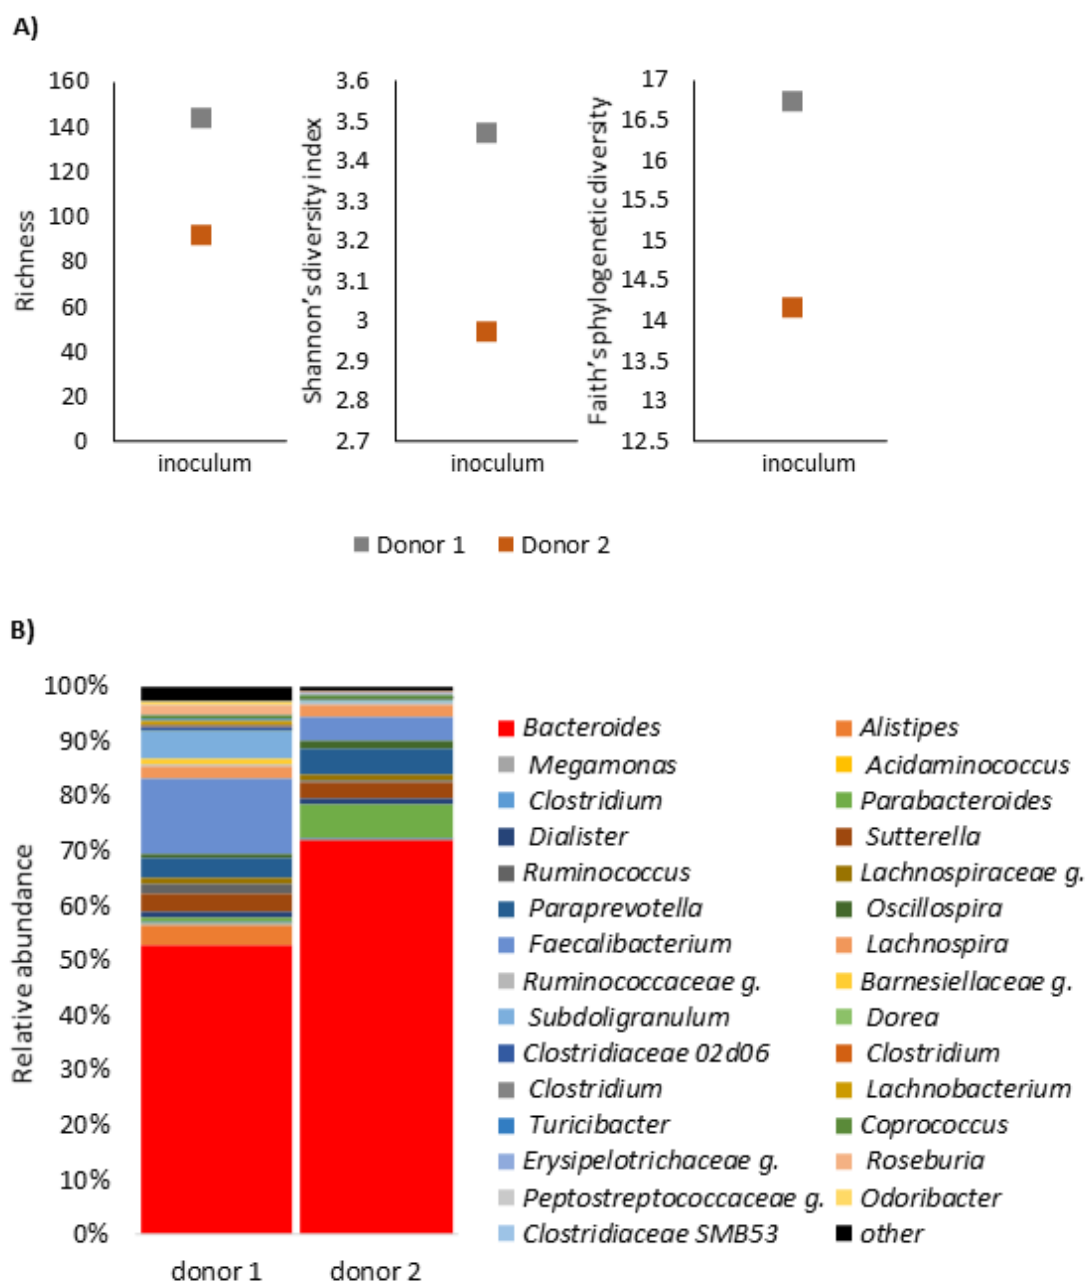 A)
Richness
160
140
120
100
80
60
40
20
0
inoculum
Shannon's diversity index
3.6
3.5
3.4
3.3
3.2
3.1
3
2.9
2.8
2.7
inoculum
Faith's phylogenetic diversity
17
16.5
16
15.5
15
14.5
14
13.5
13
12.5
inoculum
Donor 1 Donor 2
B)
Relative abundance
100%
90%
80%
70%
60%
50%
40%
30%
20%
10%
0%
donor 1 donor 2
Bacteroides Alistipes
Megamonas Acidaminococcus
Clostridium Parabacteroides
Dialister Sutterella
Ruminococcus Lachnospiraceae g.
Paraprevotella Oscillospira
Faecalibacterium Lachnospira
Ruminococcaceae g. Barnesiellaceae g.
Subdoligranulum Dorea
Clostridiaceae 02d06 Clostridium
Clostridium Lachnobacterium
Turicibacter Coprococcus
Erysipelotrichaceae g. Roseburia
Peptostreptococcaceae g. Odoribacter
Clostridiaceae SMB53 other